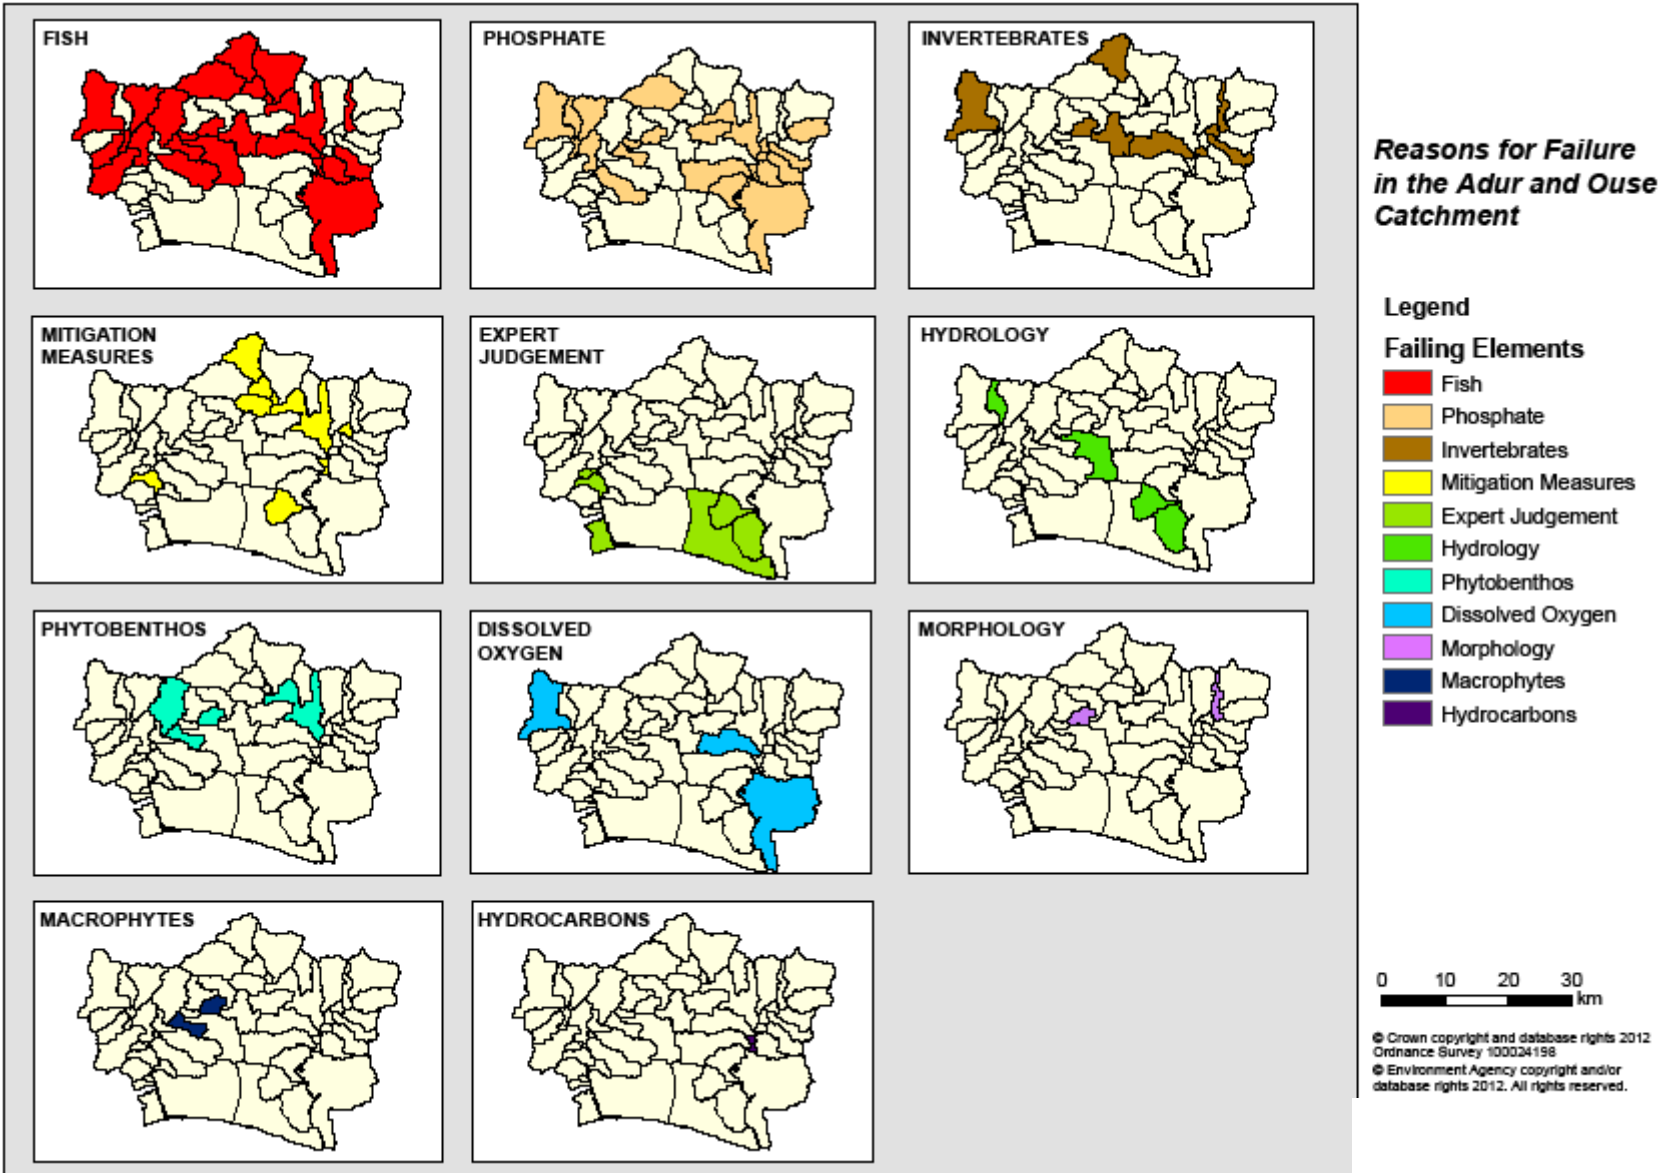 FISH
PHOSPHATE
INVERTEBRATES
MITIGATION
MEASURES
EXPERT
JUDGEMENT
HYDROLOGY
PHYTOBENTHOS
DISSOLVED
OXYGEN
MORPHOLOGY
MACROPHYTES
HYDROCARBONS
Reasons for Failure
in the Adur and Ouse
Catchment
Legend
Failing Elements
Fish
Phosphate
Invertebrates
Mitigation Measures
Expert Judgement
Hydrology
Phytobenthos
Dissolved Oxygen
Morphology
Macrophytes
Hydrocarbons
0 10 20 30
km
© Crown copyright and database rights 2012
Ordnance Survey 100024198
© Environment Agency copyright and/or
database rights 2012. All rights reserved.